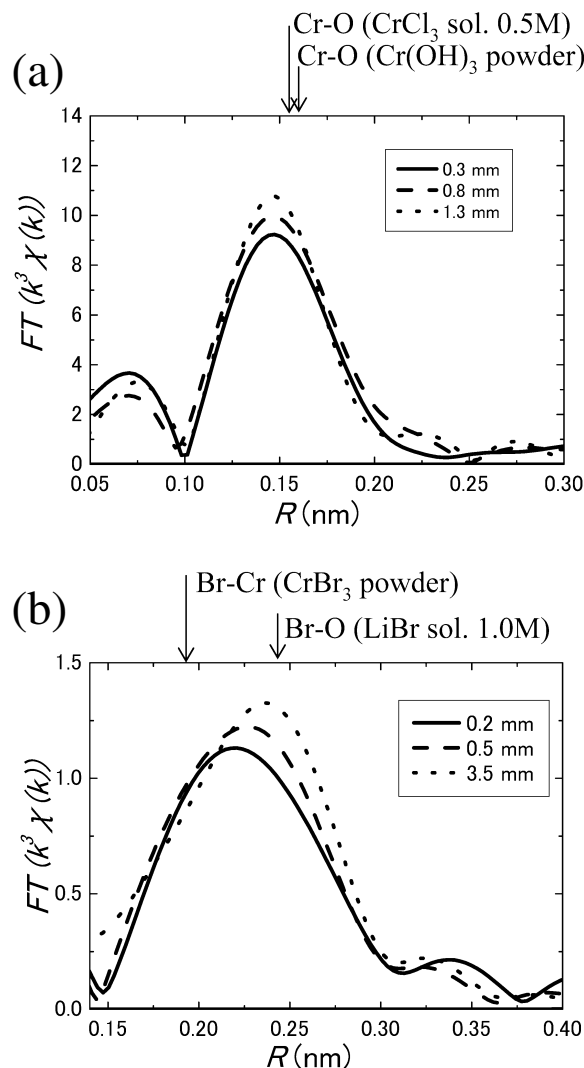 Cr-O (CrCl₃ sol. 0.5M)
(a)
Cr-O (Cr(OH)₃ powder)
14
12
10
8
6
4
2
0
FT (k³ χ(k))
0.3 mm
0.8 mm
1.3 mm
0.05 0.10 0.15 0.20 0.25 0.30
R (nm)
(b)
Br-Cr (CrBr₃ powder)
Br-O (LiBr sol. 1.0M)
1.5
1.0
0.5
0.0
FT (k³ χ(k))
0.2 mm
0.5 mm
3.5 mm
0.15 0.20 0.25 0.30 0.35 0.40
R (nm)